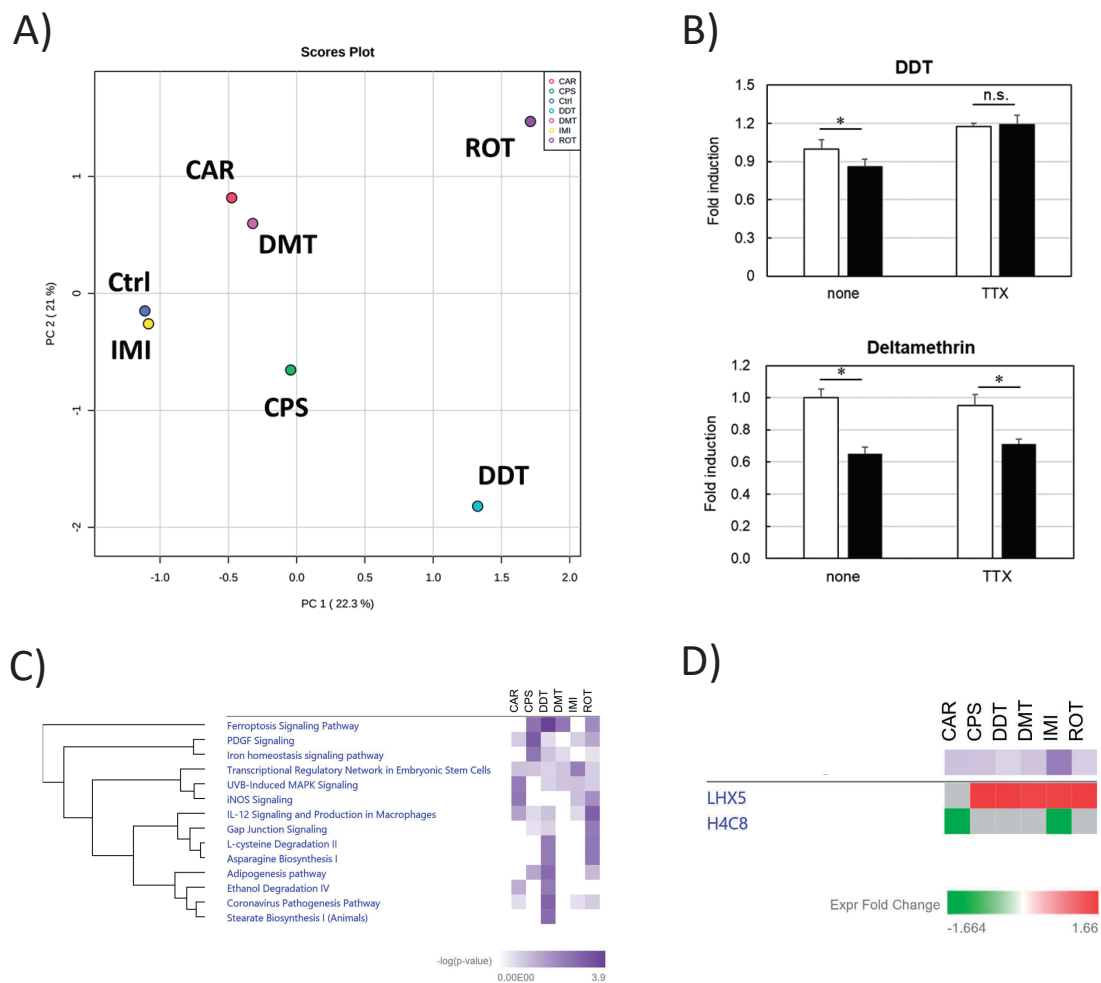 A)
Scores Plot
CAR
CPS
Ctrl
DDT
DMT
IMI
ROT
ROT
CAR
DMT
Ctrl
IMI
CPS
DDT
PC 2 ( 21 %)
1
0
-1
-2
-1.0 -0.5 0.0 0.5 1.0 1.5 2.0
PC 1 ( 22.3 %)
B)
DDT
Fold induction
1.5
1.2
0.9
0.6
0.3
0
* n.s.
none TTX
Deltamethrin
Fold induction
1.2
1.0
0.8
0.6
0.4
0.2
0.0
* *
none TTX
C)
CAR CPS DDT DMT IMI ROT
Ferroptosis Signaling Pathway
PDGF Signaling
Iron homeostasis signaling pathway
Transcriptional Regulatory Network in Embryonic Stem Cells
UVB-Induced MAPK Signaling
iNOS Signaling
IL-12 Signaling and Production in Macrophages
Gap Junction Signaling
L-cysteine Degradation II
Asparagine Biosynthesis I
Adipogenesis pathway
Ethanol Degradation IV
Coronavirus Pathogenesis Pathway
Stearate Biosynthesis I (Animals)
-log(p-value)
0.00E00 3.9
D)
CAR CPS DDT DMT IMI ROT
LHX5
H4C8
Expr Fold Change
-1.664 1.66